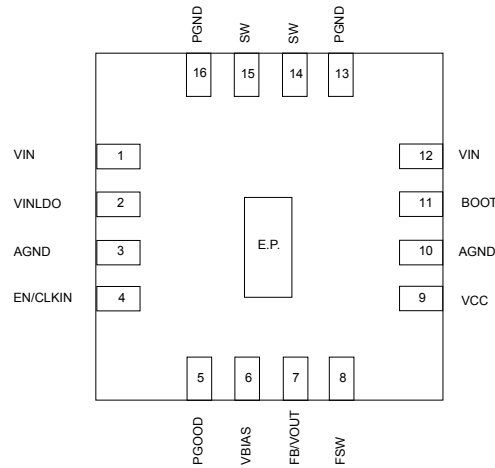 PGND
SW
SW
PGND
16
15
14
13
VIN
1
12
VIN
VINLDO
2
11
BOOT
AGND
3
E.P.
10
AGND
EN/CLKIN
4
9
VCC
5
6
7
8
PGOOD
VBIAS
FB/VOUT
FSW